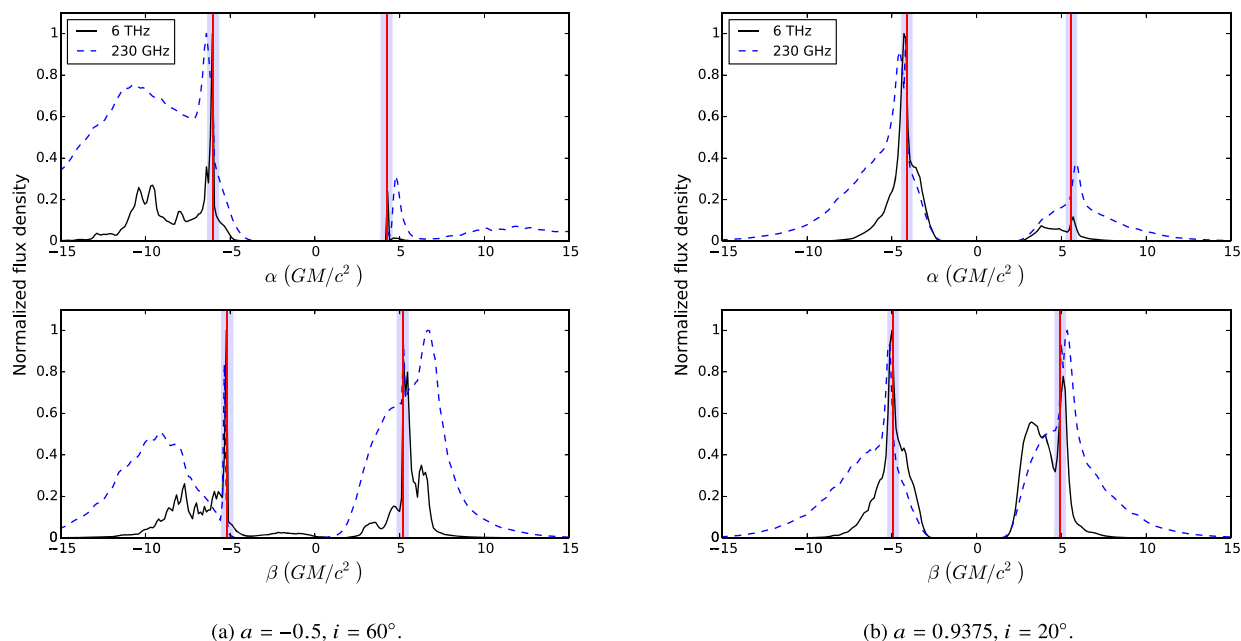 6 THz
230 GHz
1
0.8
0.6
0.4
0.2
0
−15 −10 −5 0 5 10 15
α (GM/c²)
6 THz
230 GHz
1
0.8
0.6
0.4
0.2
0
−15 −10 −5 0 5 10 15
α (GM/c²)
Normalized flux density
Normalized flux density
1
0.8
0.6
0.4
0.2
0
−15 −10 −5 0 5 10 15
β (GM/c²)
1
0.8
0.6
0.4
0.2
0
−15 −10 −5 0 5 10 15
β (GM/c²)
(a) a = −0.5, i = 60°.
(b) a = 0.9375, i = 20°.